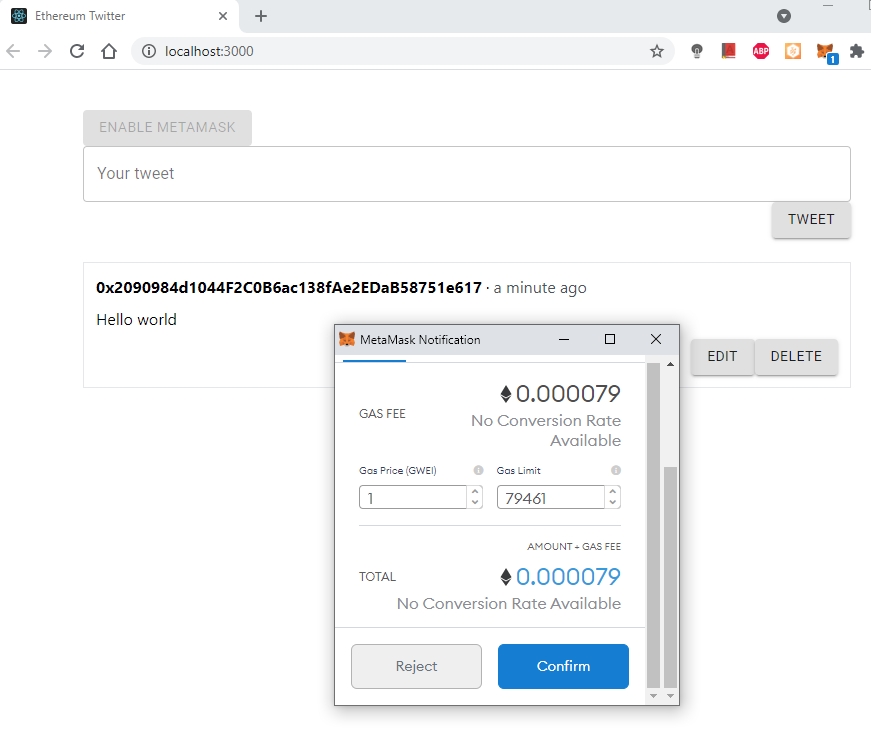 Ethereum Twitter
localhost:3000
ABP
1
ENABLE METAMASK
Your tweet
TWEET
0x2090984d1044F2C0B6ac138fAe2EDaB58751e617 · a minute ago
Hello world
EDIT
DELETE
MetaMask Notification
GAS FEE
0.000079
No Conversion Rate
Available
Gas Price (GWEI)
Gas Limit
1
79461
AMOUNT + GAS FEE
TOTAL
0.000079
No Conversion Rate Available
Reject
Confirm